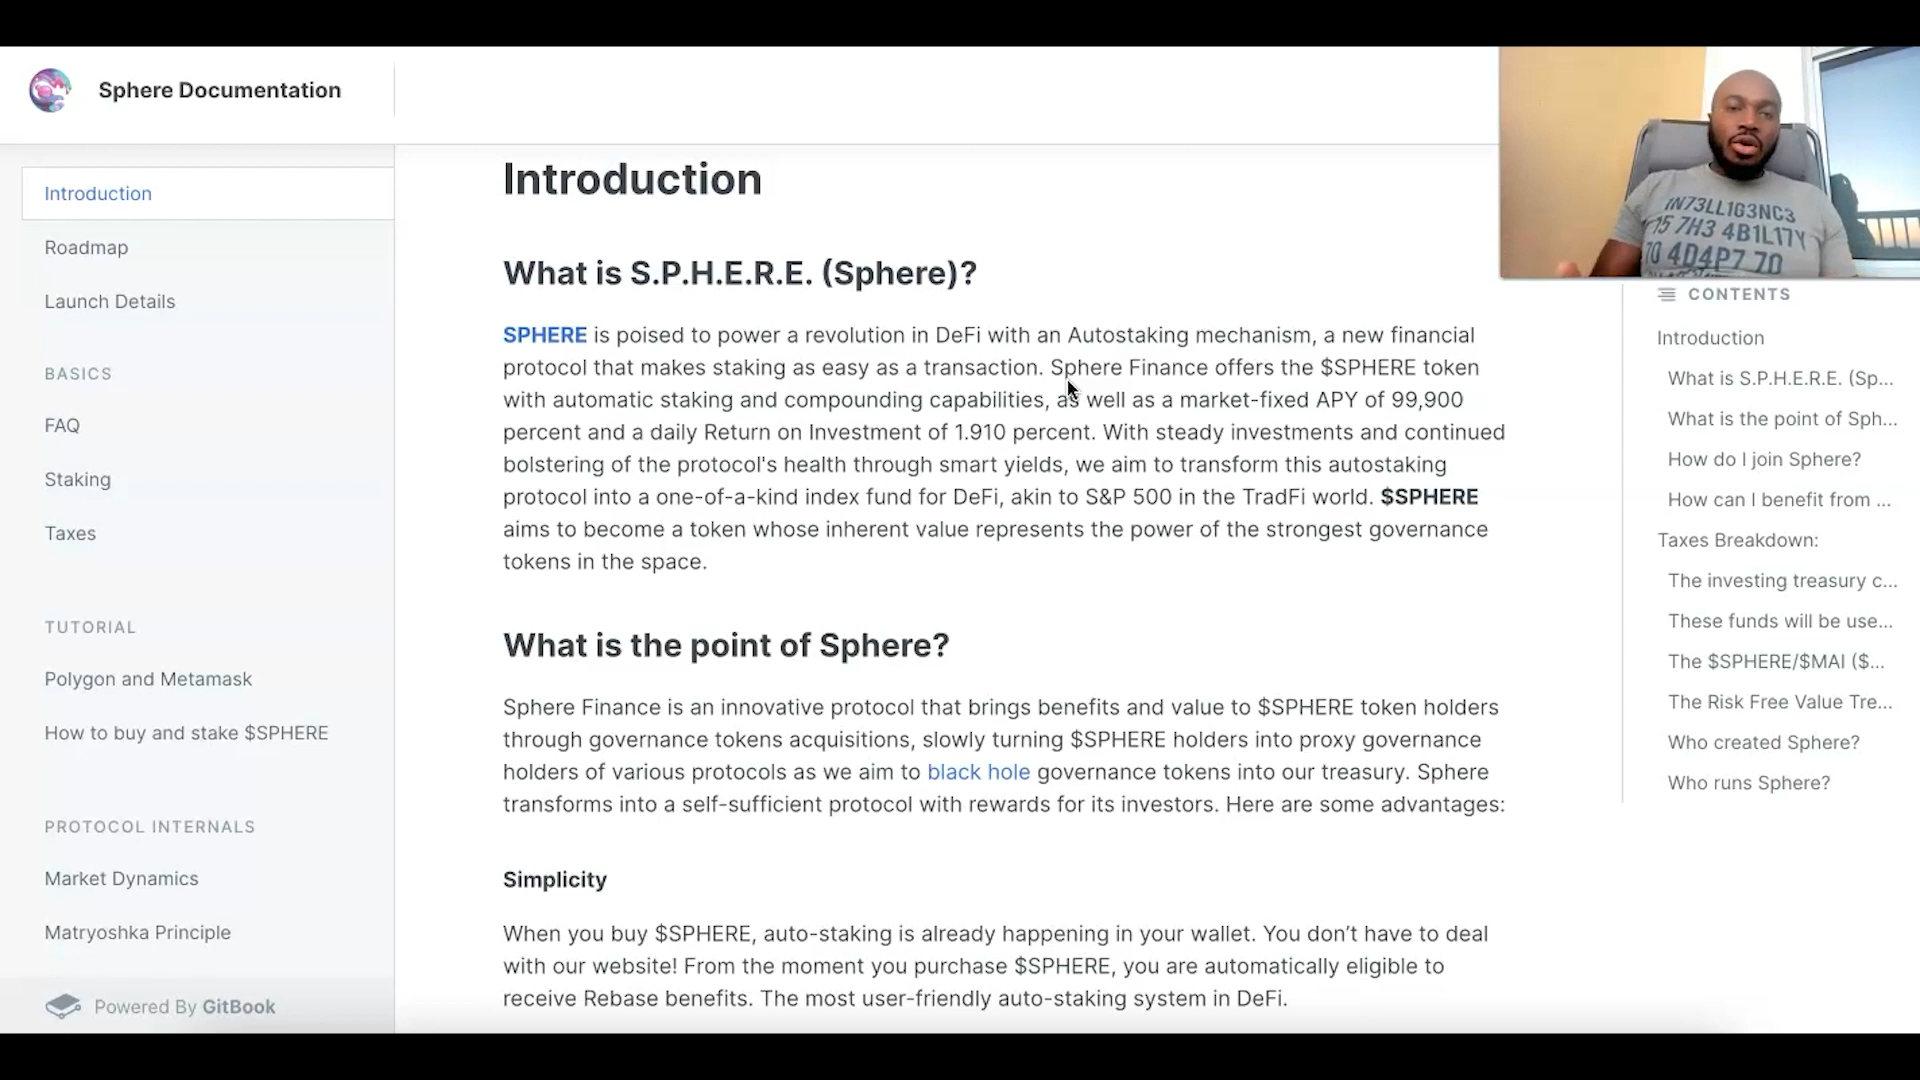 Sphere Documentation
Introduction
Roadmap
Launch Details
BASICS
FAQ
Staking
Taxes
TUTORIAL
Polygon and Metamask
How to buy and stake $SPHERE
PROTOCOL INTERNALS
Market Dynamics
Matryoshka Principle
Powered By GitBook
Introduction
What is S.P.H.E.R.E. (Sphere)?
SPHERE is poised to power a revolution in DeFi with an Autostaking mechanism, a new financial
protocol that makes staking as easy as a transaction. Sphere Finance offers the $SPHERE token
with automatic staking and compounding capabilities, as well as a market-fixed APY of 99,900
percent and a daily Return on Investment of 1.910 percent. With steady investments and continued
bolstering of the protocol's health through smart yields, we aim to transform this autostaking
protocol into a one-of-a-kind index fund for DeFi, akin to S&P 500 in the TradFi world. $SPHERE
aims to become a token whose inherent value represents the power of the strongest governance
tokens in the space.
What is the point of Sphere?
Sphere Finance is an innovative protocol that brings benefits and value to $SPHERE token holders
through governance tokens acquisitions, slowly turning $SPHERE holders into proxy governance
holders of various protocols as we aim to black hole governance tokens into our treasury. Sphere
transforms into a self-sufficient protocol with rewards for its investors. Here are some advantages:
Simplicity
When you buy $SPHERE, auto-staking is already happening in your wallet. You don’t have to deal
with our website! From the moment you purchase $SPHERE, you are automatically eligible to
receive Rebase benefits. The most user-friendly auto-staking system in DeFi.
1N73LL1G3NC3
15 7H3 4B1L17Y
70 4D4P7 70
CONTENTS
Introduction
What is S.P.H.E.R.E. (Sp...
What is the point of Sph...
How do I join Sphere?
How can I benefit from ...
Taxes Breakdown:
The investing treasury c...
These funds will be use...
The $SPHERE/$MAI ($...
The Risk Free Value Tre...
Who created Sphere?
Who runs Sphere?